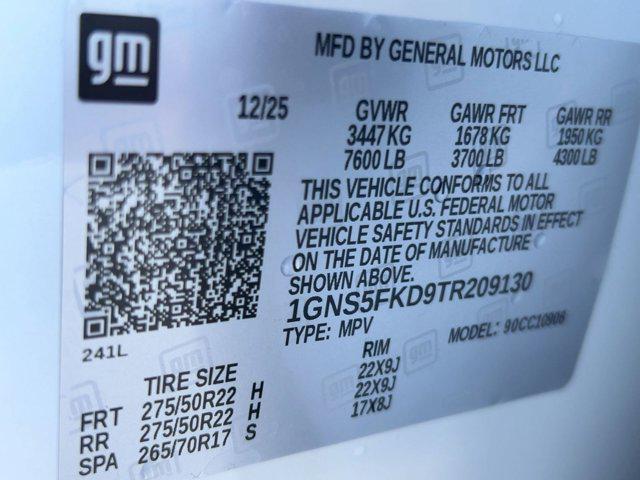 gm
MFD BY GENERAL MOTORS LLC
12/25 GVWR GAWR FRT GAWR RR
3447 KG 1678 KG 1950 KG
7600 LB 3700 LB 4300 LB
THIS VEHICLE CONFORMS TO ALL
APPLICABLE U.S. FEDERAL MOTOR
VEHICLE SAFETY STANDARDS IN EFFECT
ON THE DATE OF MANUFACTURE
SHOWN ABOVE.
1GNS5FKD9TR209130
TYPE: MPV MODEL: 90CC10906
241L
TIRE SIZE RIM
FRT 275/50R22 H 22X9J
RR 275/50R22 H 22X9J
SPA 265/70R17 S 17X8J